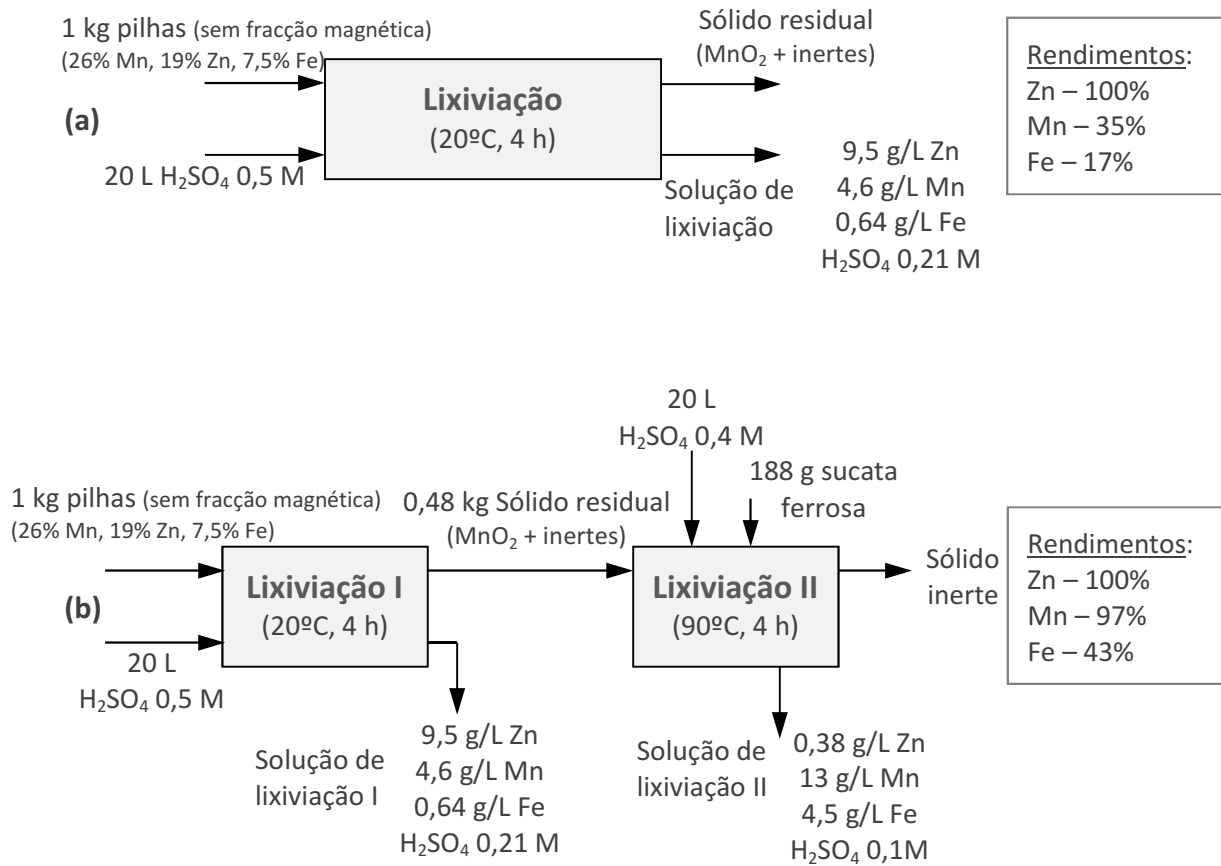 1 kg pilhas (sem fracção magnética)
(26% Mn, 19% Zn, 7,5% Fe)
(a)
20 L H₂SO₄ 0,5 M
Lixiviação
(20ºC, 4 h)
Sólido residual
(MnO₂ + inertes)
Solução de
lixiviação
9,5 g/L Zn
4,6 g/L Mn
0,64 g/L Fe
H₂SO₄ 0,21 M
Rendimentos:
Zn – 100%
Mn – 35%
Fe – 17%
1 kg pilhas (sem fracção magnética)
(26% Mn, 19% Zn, 7,5% Fe)
(b)
20 L
H₂SO₄ 0,5 M
Lixiviação I
(20ºC, 4 h)
0,48 kg Sólido residual
(MnO₂ + inertes)
20 L
H₂SO₄ 0,4 M
188 g sucata
ferrosa
Lixiviação II
(90ºC, 4 h)
Sólido
inerte
Solução de
lixiviação I
9,5 g/L Zn
4,6 g/L Mn
0,64 g/L Fe
H₂SO₄ 0,21 M
Solução de
lixiviação II
0,38 g/L Zn
13 g/L Mn
4,5 g/L Fe
H₂SO₄ 0,1M
Rendimentos:
Zn – 100%
Mn – 97%
Fe – 43%